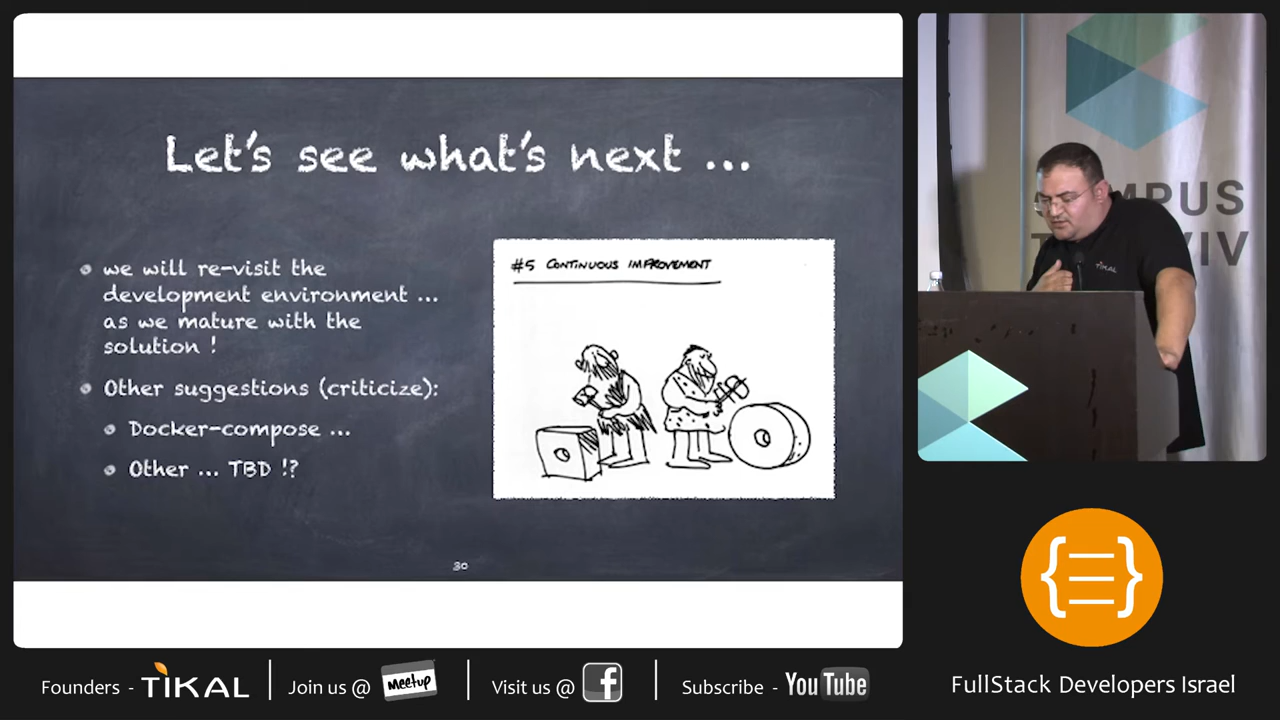 Let's see what's next ...
we will re-visit the
development environment ...
as we mature with the
solution !
Other suggestions (criticize):
Docker-compose ...
Other ... TBD !?
#5 CONTINUOUS IMPROVEMENT
30
TIKAL
Founders - TIKAL
Join us @ Meetup
Visit us @ f
Subscribe - YouTube
{ } FullStack Developers Israel